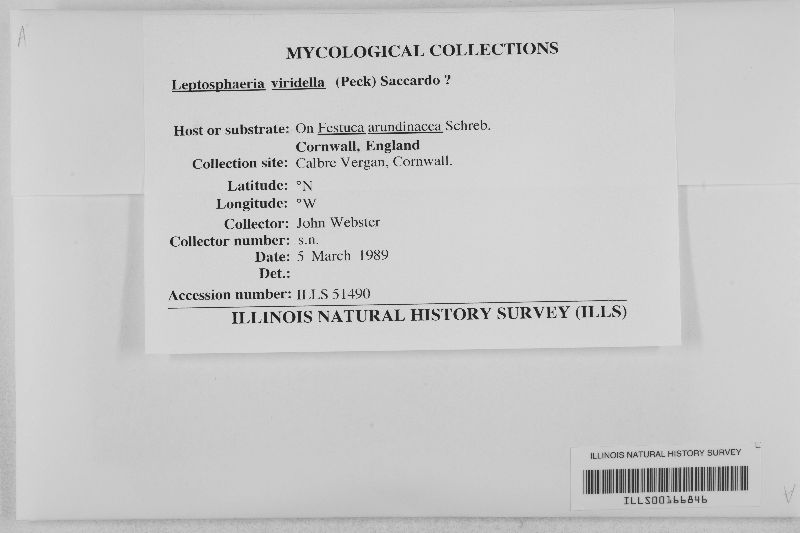 A
MYCOLOGICAL COLLECTIONS
Leptosphaeria viridella (Peck) Saccardo ?
Host or substrate: On Festuca arundinacea Schreb.
Cornwall, England
Collection site: Calbre Vergan, Cornwall.
Latitude: °N
Longitude: °W
Collector: John Webster
Collector number: s.n.
Date: 5 March 1989
Det.:
Accession number: ILLS 51490
ILLINOIS NATURAL HISTORY SURVEY (ILLS)
ILLINOIS NATURAL HISTORY SURVEY
ILLS00166846